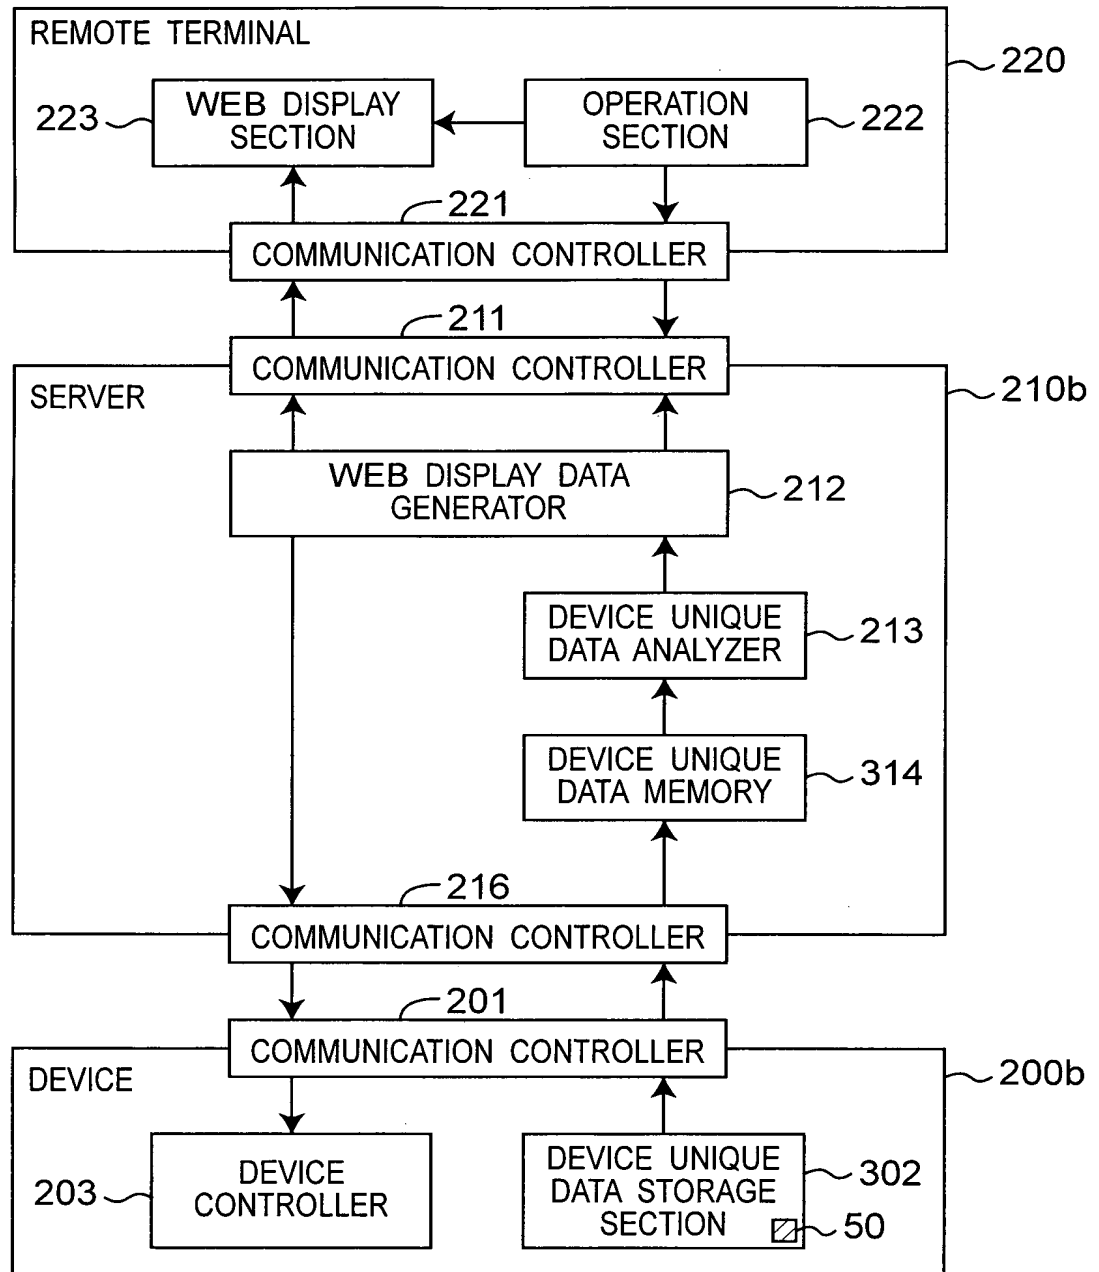 REMOTE TERMINAL
220
223
WEB DISPLAY
SECTION
OPERATION
SECTION
222
221
COMMUNICATION CONTROLLER
211
COMMUNICATION CONTROLLER
SERVER
210b
WEB DISPLAY DATA
GENERATOR
212
DEVICE UNIQUE
DATA ANALYZER
213
DEVICE UNIQUE
DATA MEMORY
314
216
COMMUNICATION CONTROLLER
201
COMMUNICATION CONTROLLER
DEVICE
200b
203
DEVICE
CONTROLLER
DEVICE UNIQUE
DATA STORAGE
SECTION
302
50